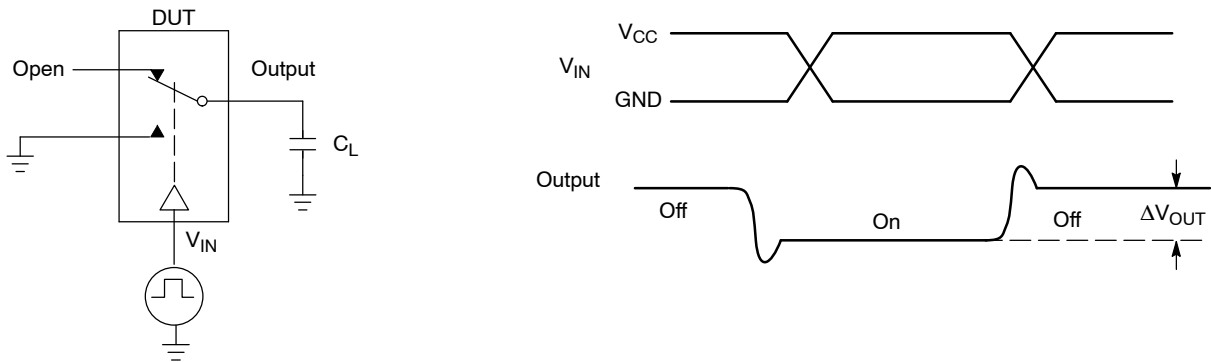 DUT
Open
Output
C_L
V_IN
V_CC
V_IN
GND
Output
Off
On
Off
ΔV_OUT